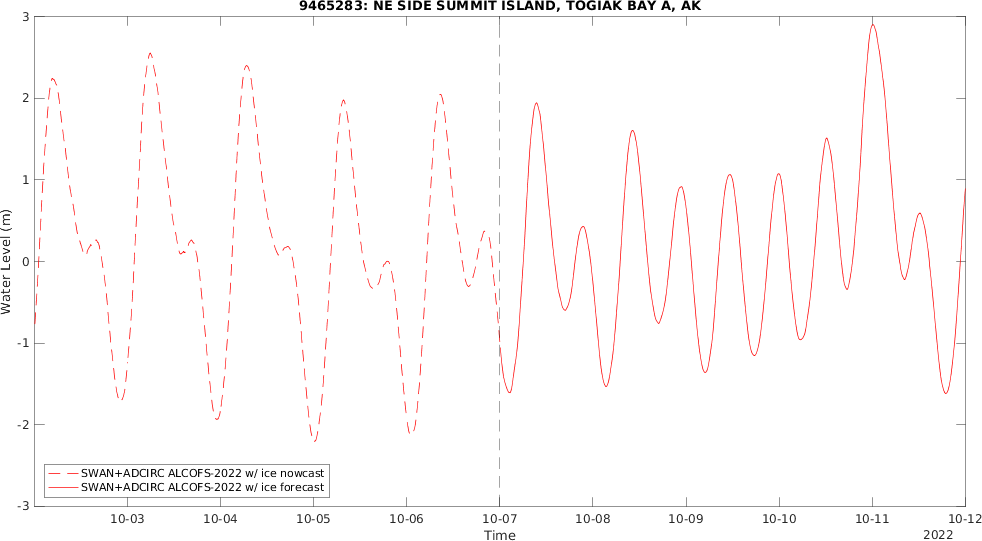 9465283: NE SIDE SUMMIT ISLAND, TOGIAK BAY A, AK
Water Level (m)
3
2
1
0
-1
-2
-3
SWAN+ADCIRC ALCOFS-2022 w/ ice nowcast
SWAN+ADCIRC ALCOFS-2022 w/ ice forecast
10-03 10-04 10-05 10-06 10-07 10-08 10-09 10-10 10-11 10-12
Time
2022